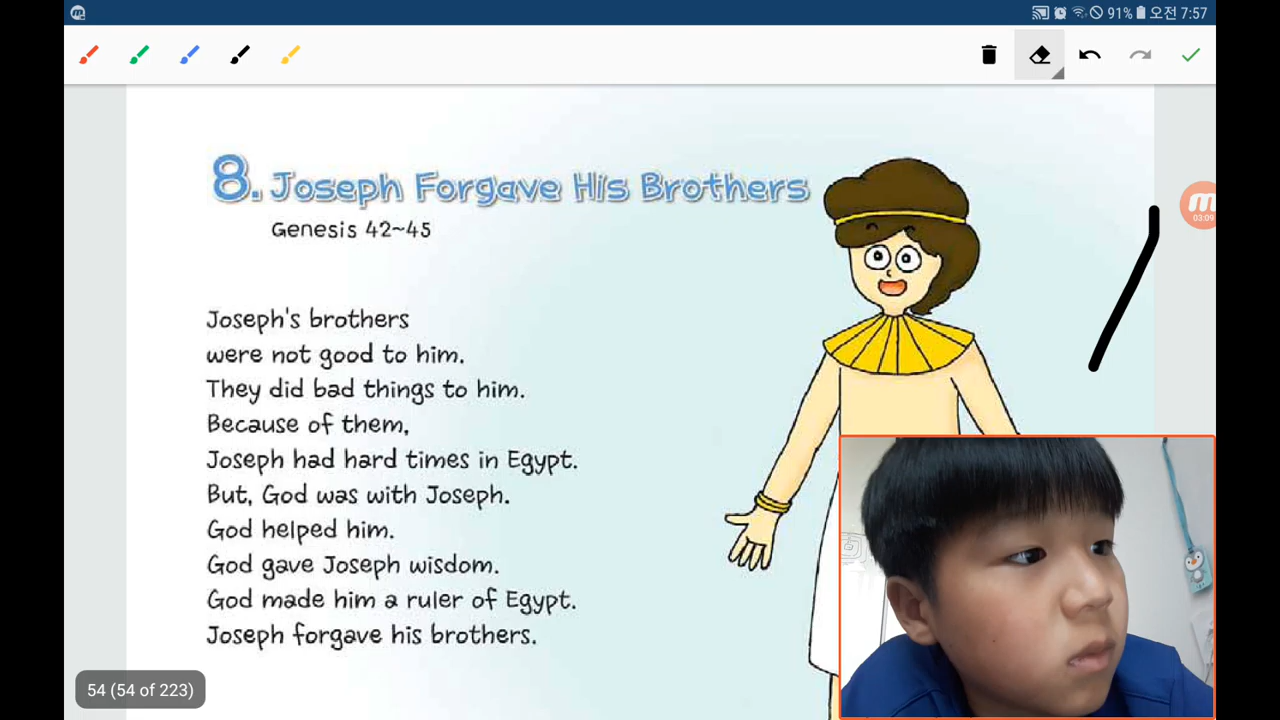 91% 오전 7:57
8. Joseph Forgave His Brothers
Genesis 42~45
03:09
Joseph's brothers
were not good to him.
They did bad things to him.
Because of them,
Joseph had hard times in Egypt.
But, God was with Joseph.
God helped him.
God gave Joseph wisdom.
God made him a ruler of Egypt.
Joseph forgave his brothers.
54 (54 of 223)